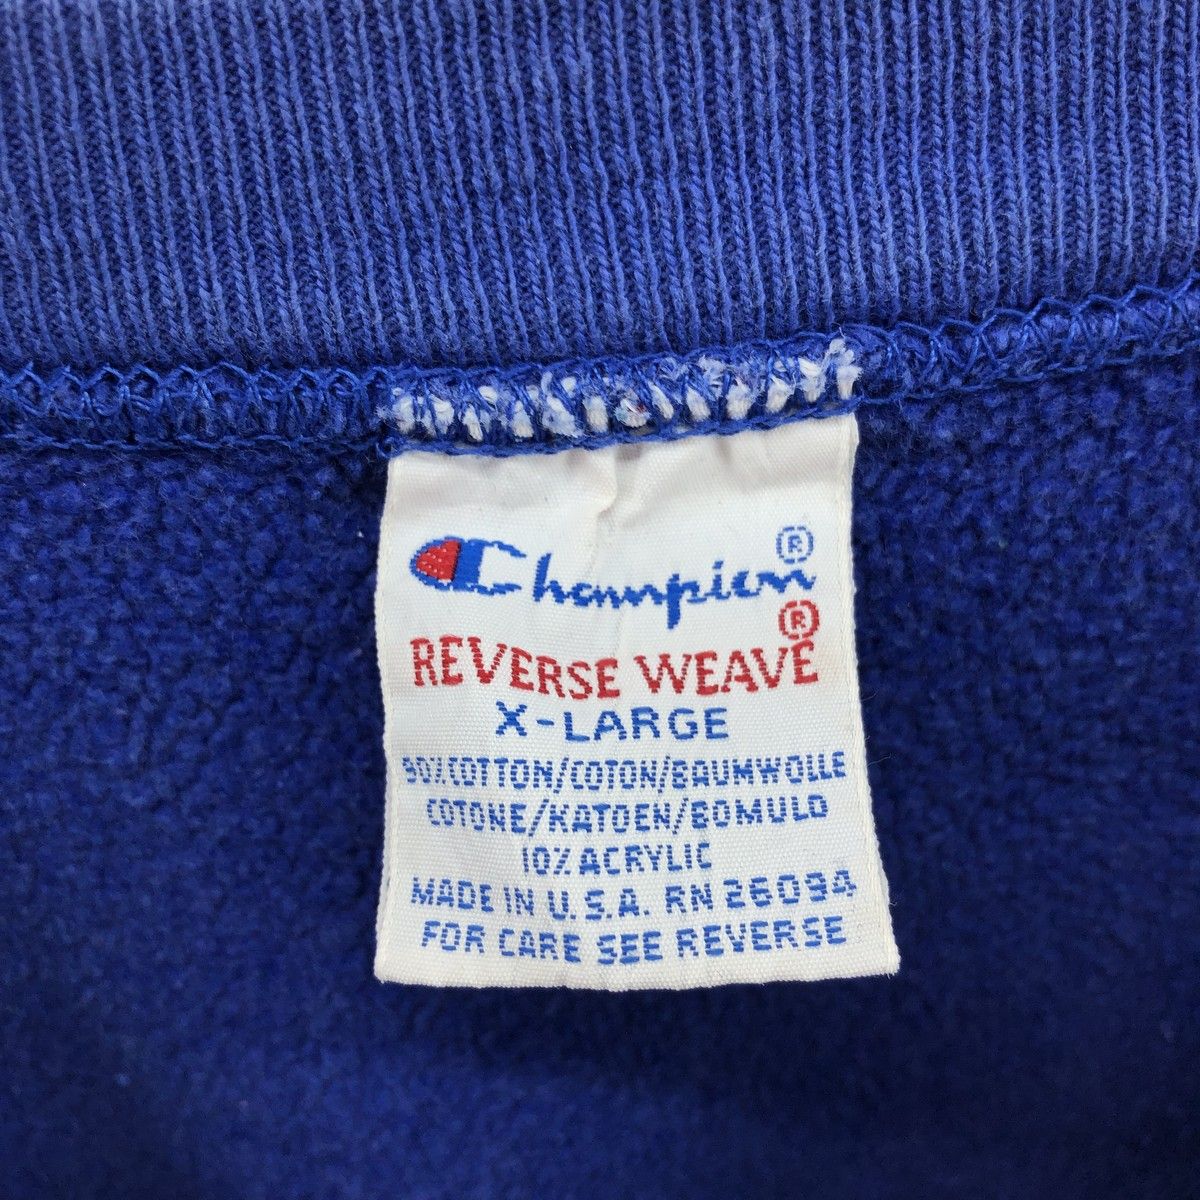 Champion®
REVERSE WEAVE®
X-LARGE
90% COTTON/COTON/BAUMWOLLE
COTONE/KATOEN/BOMULD
10% ACRYLIC
MADE IN U.S.A. RN 26094
FOR CARE SEE REVERSE